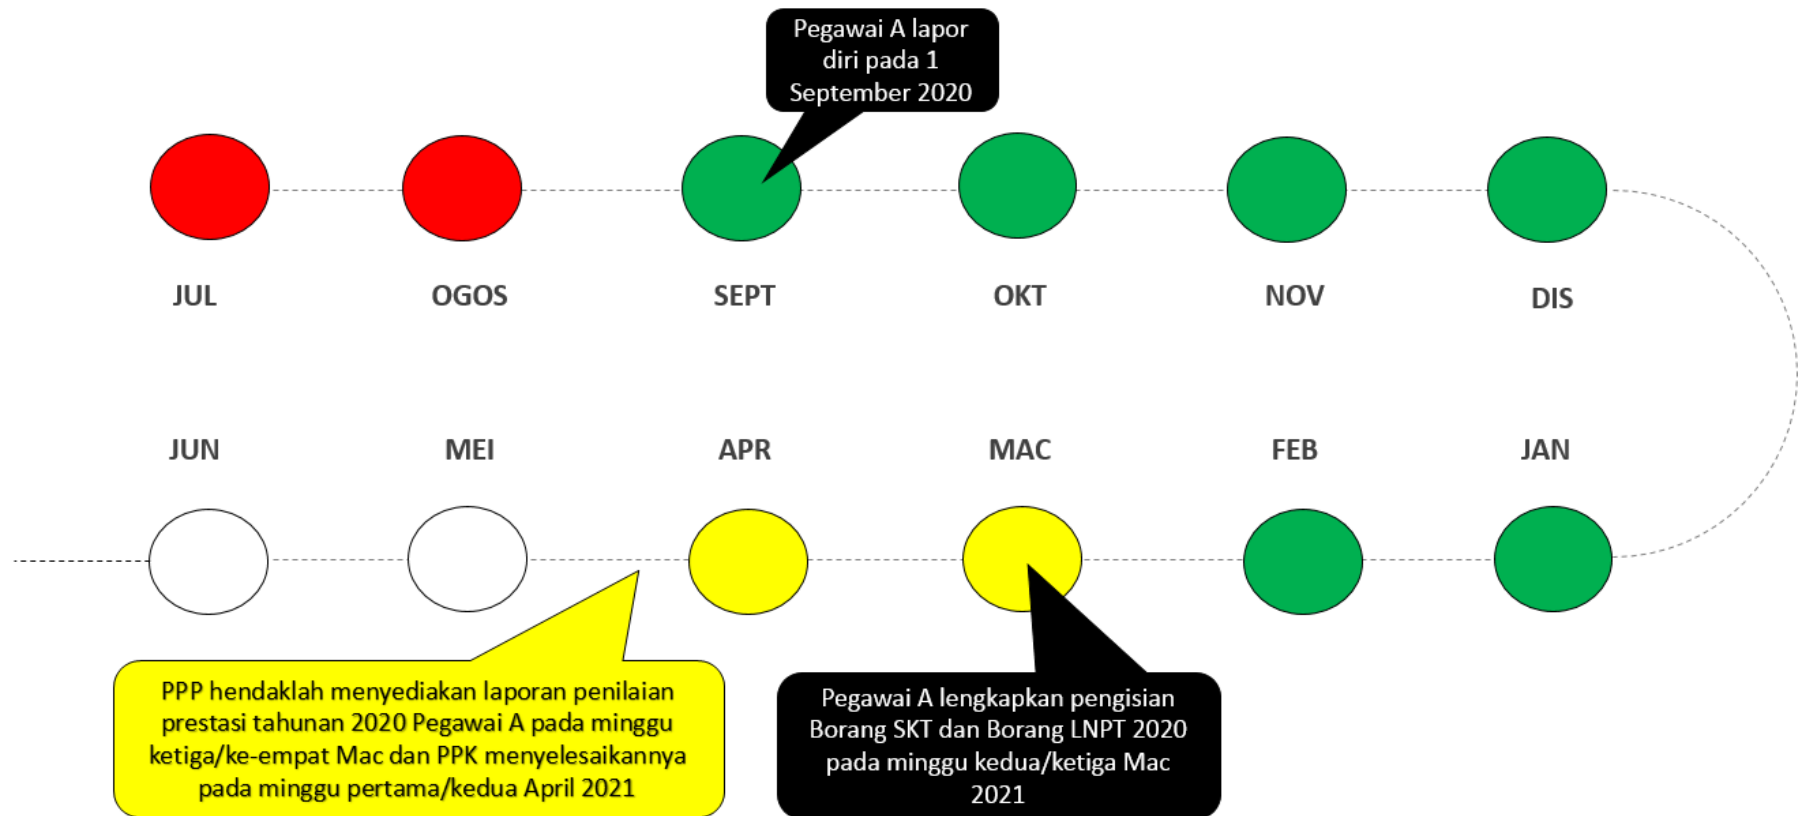 Pegawai A lapor
diri pada 1
September 2020
JUL
OGOS
SEPT
OKT
NOV
DIS
JUN
MEI
APR
MAC
FEB
JAN
PPP hendaklah menyediakan laporan penilaian
prestasi tahunan 2020 Pegawai A pada minggu
ketiga/ke-empat Mac dan PPK menyelesaikannya
pada minggu pertama/kedua April 2021
Pegawai A lengkapkan pengisian
Borang SKT dan Borang LNPT 2020
pada minggu kedua/ketiga Mac
2021